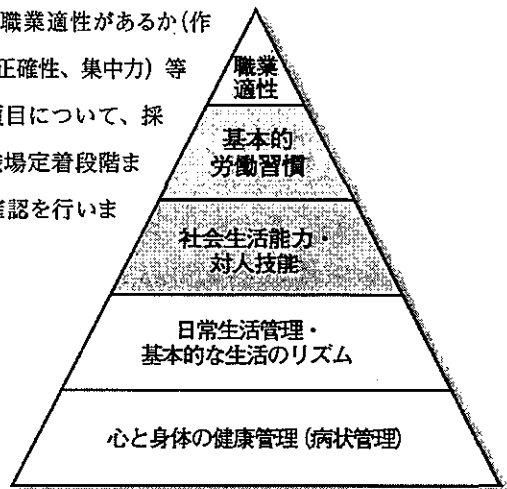 職業適性があるか(作
正確性、集中力) 等
項目について、採
職場定着段階ま
確認を行いま
職業
適性
基本的
労働習慣
社会生活能力・
対人技能
日常生活管理・
基本的な生活のリズム
心と身体の健康管理 (病状管理)